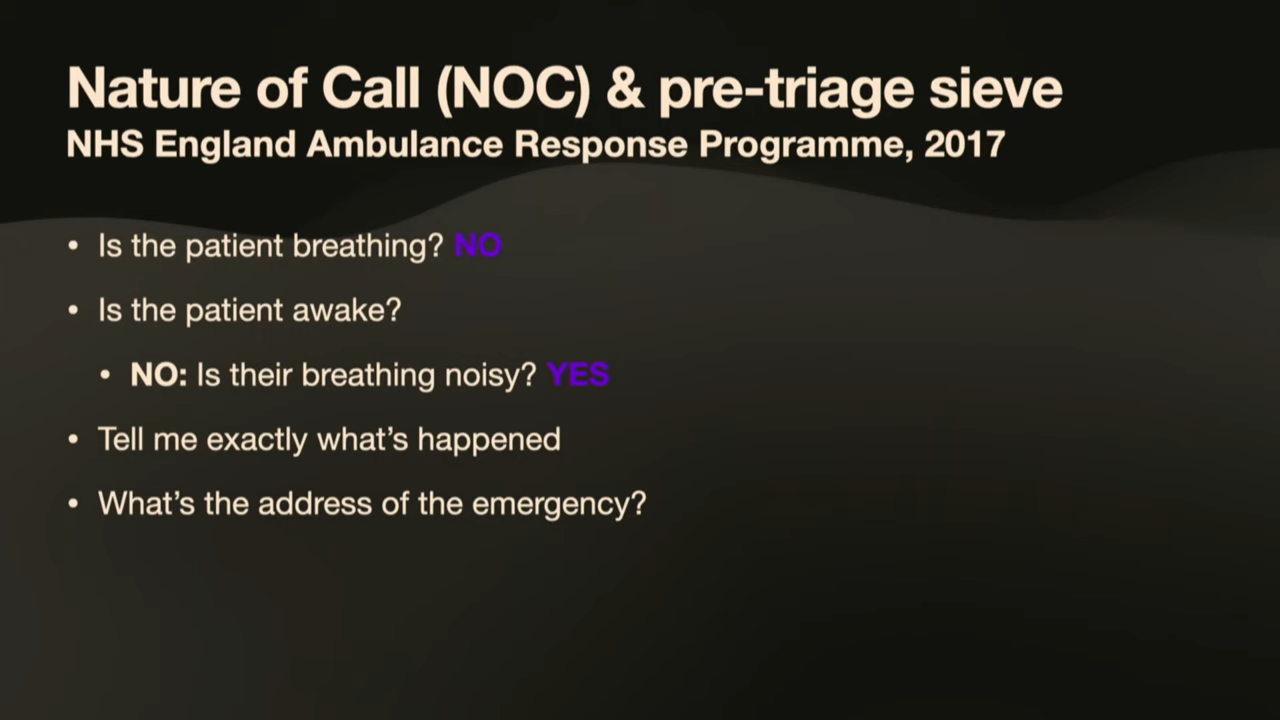 Nature of Call (NOC) & pre-triage sieve
NHS England Ambulance Response Programme, 2017
• Is the patient breathing? NO
• Is the patient awake?
• NO: Is their breathing noisy? YES
• Tell me exactly what’s happened
• What’s the address of the emergency?